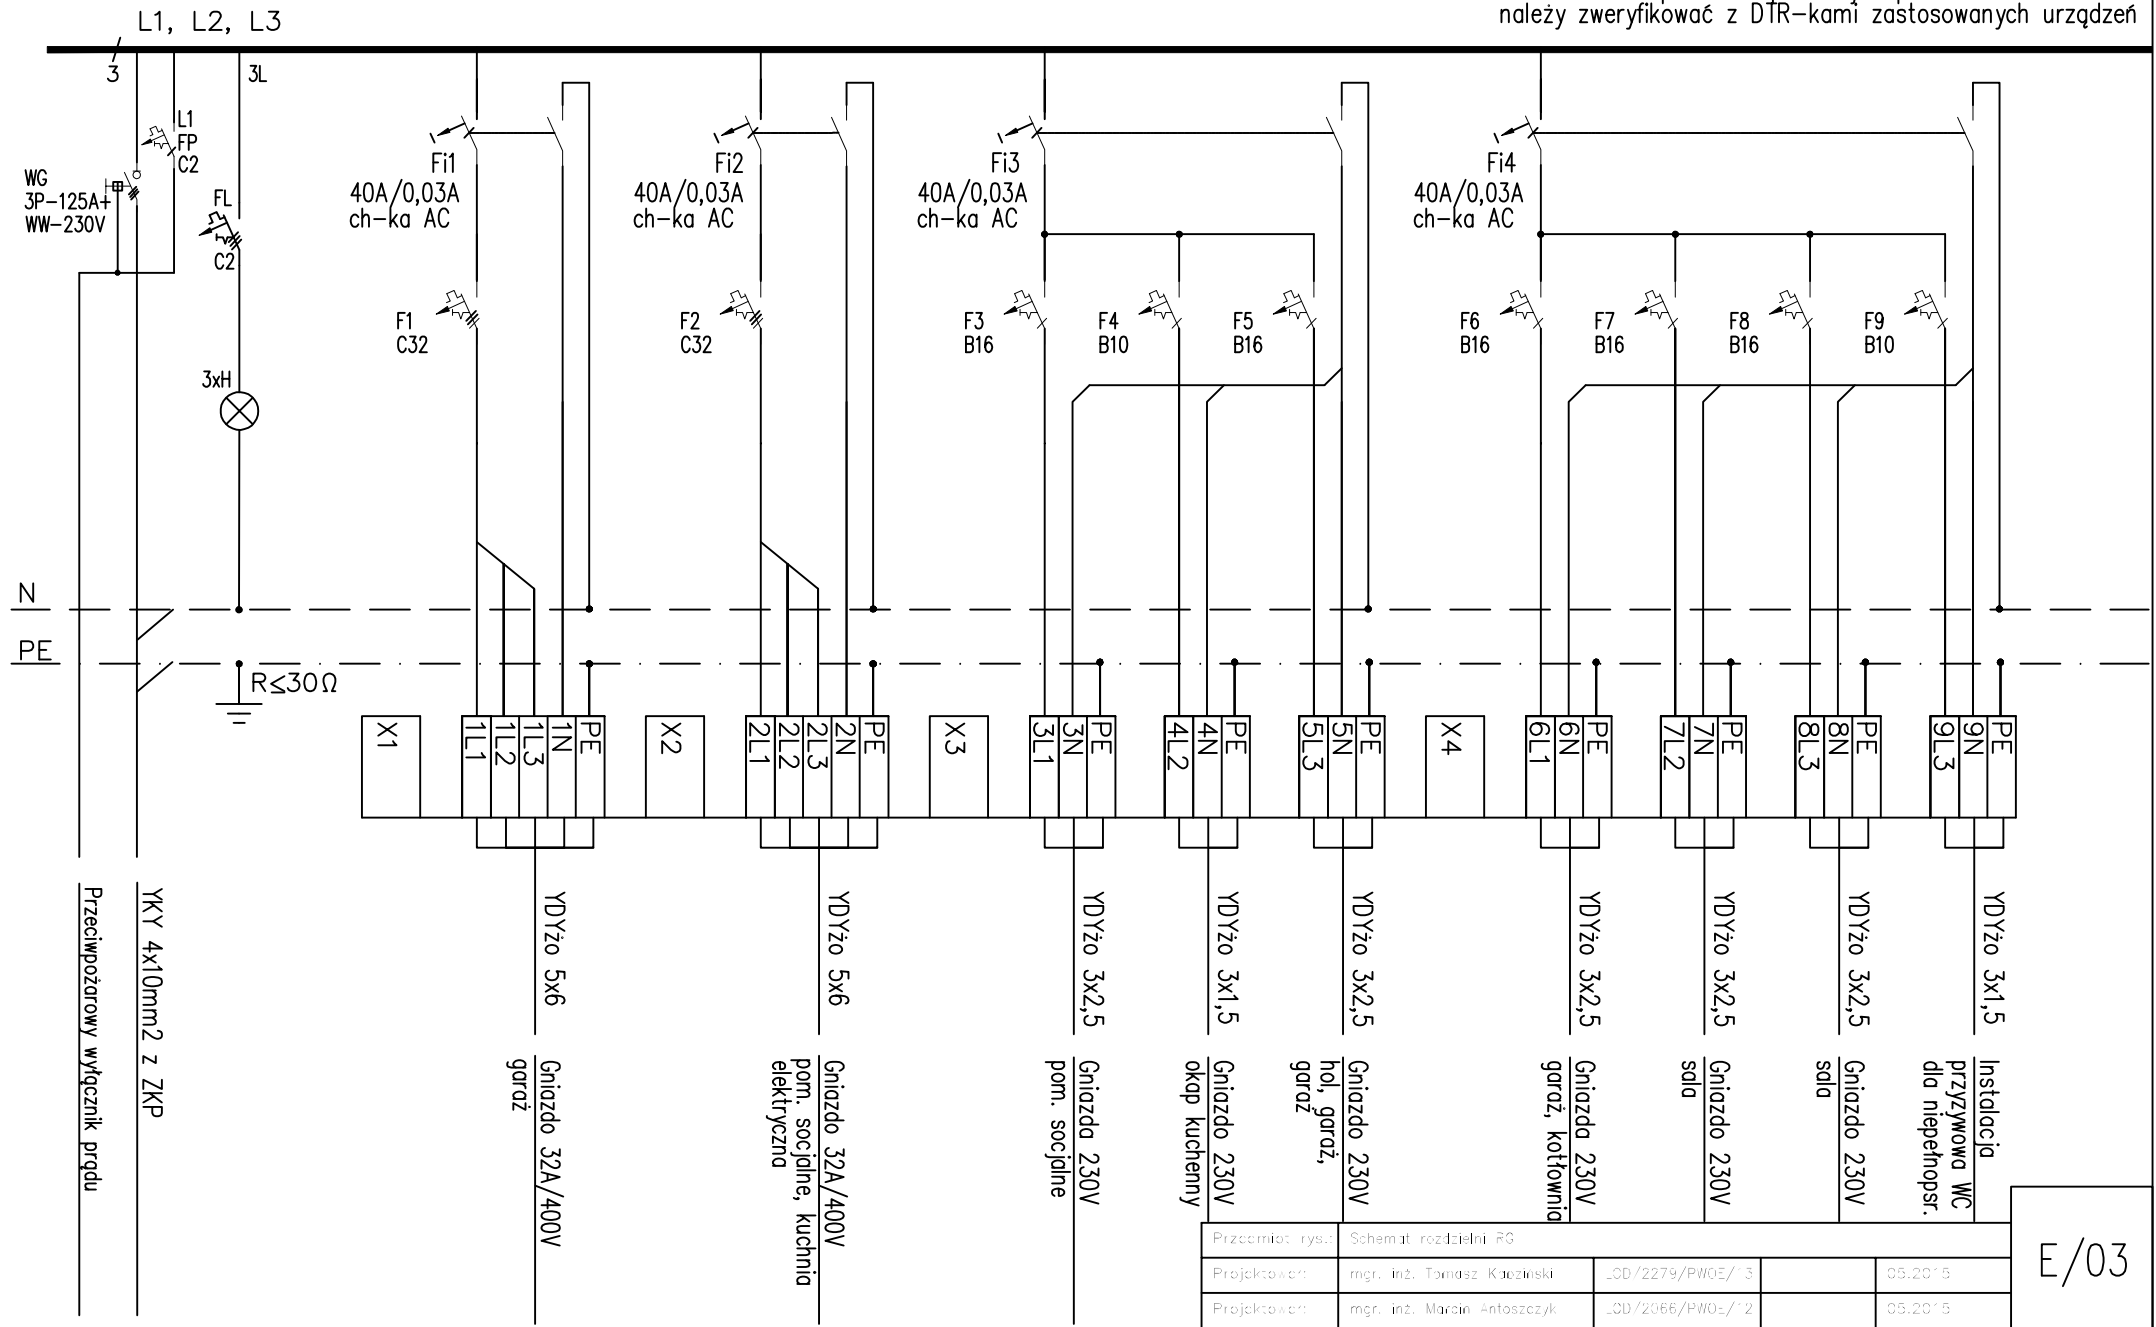 należy zweryfikować z DTR-kami zastosowanych urządzeń
L1, L2, L3
3
3L
L1
FP
C2
WG
3P-125A+
WW-230V
FL
C2
3xH
Fi1
40A/0,03A
ch-ka AC
Fi2
40A/0,03A
ch-ka AC
Fi3
40A/0,03A
ch-ka AC
Fi4
40A/0,03A
ch-ka AC
F1
C32
F2
C32
F3
B16
F4
B10
F5
B16
F6
B16
F7
B16
F8
B16
F9
B10
N
PE
R≤30Ω
X1
1L1
1L2
1L3
1N
PE
X2
2L1
2L2
2L3
2N
PE
X3
3L1
3N
PE
4L2
4N
PE
5L3
5N
PE
X4
6L1
6N
PE
7L2
7N
PE
8L3
8N
PE
9L3
9N
PE
Przeciwpożarowy wyłącznik prądu
YKY 4x10mm2 z ZKP
YDYżo 5x6
Gniazdo 32A/400V
garaż
YDYżo 5x6
Gniazdo 32A/400V
pom. socjalne, kuchnia
elektryczna
YDYżo 3x2,5
Gniazda 230V
pom. socjalne
YDYżo 3x1,5
Gniazdo 230V
okap kuchenny
YDYżo 3x2,5
Gniazdo 230V
hol, garaż,
garaż
YDYżo 3x2,5
Gniazda 230V
garaż, kotłownia
YDYżo 3x2,5
Gniazdo 230V
sala
YDYżo 3x2,5
Gniazdo 230V
sala
YDYżo 3x1,5
Instalacja
przyzywowa WC
dla niepełnopsr.
Schemat rozdzielni RG
mgr. inż. Tomasz
mgr. inż. Marcin Antoszczyk
E/03